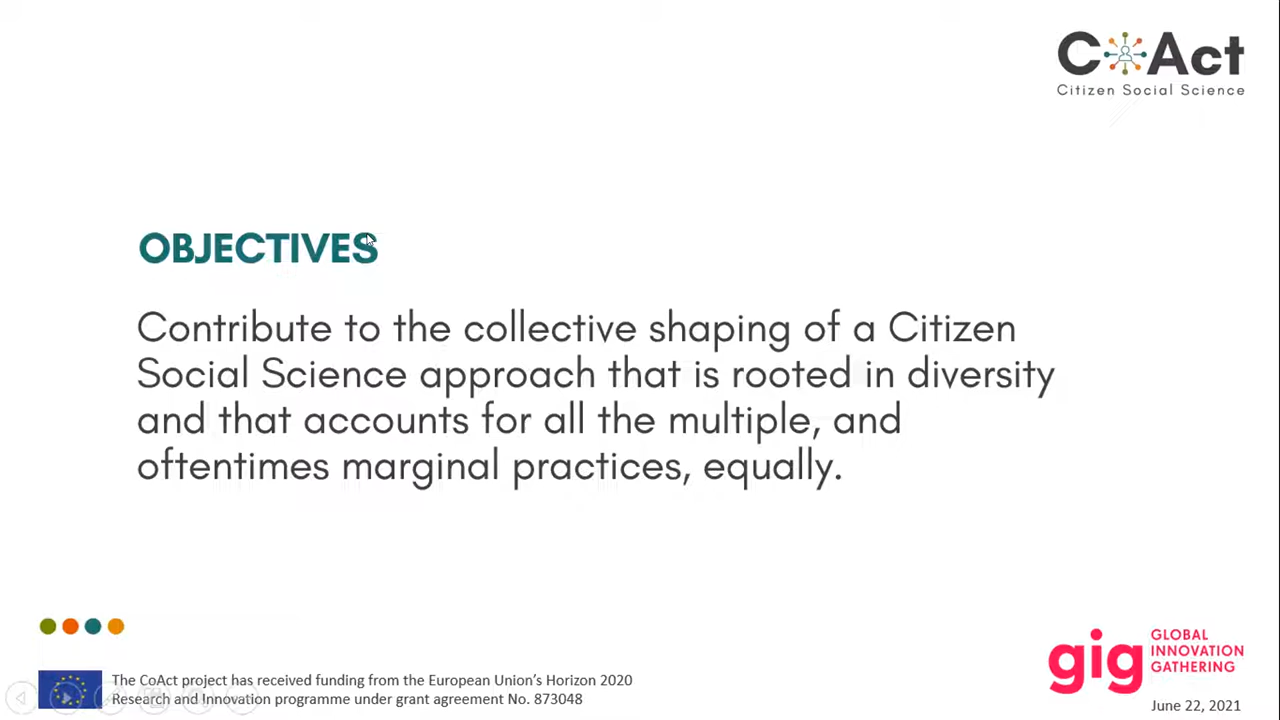 CoAct
Citizen Social Science
OBJECTIVES
Contribute to the collective shaping of a Citizen
Social Science approach that is rooted in diversity
and that accounts for all the multiple, and
oftentimes marginal practices, equally.
The CoAct project has received funding from the European Union’s Horizon 2020
Research and Innovation programme under grant agreement No. 873048
gig
GLOBAL
INNOVATION
GATHERING
June 22, 2021